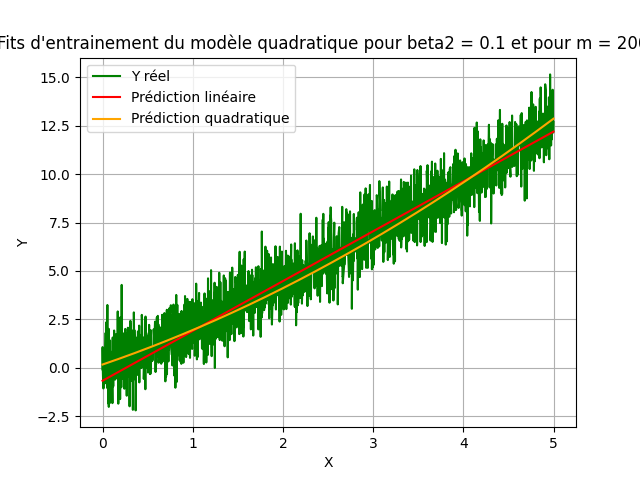 Fits d'entrainement du modèle quadratique pour beta2 = 0.1 et pour m = 200
Y réel
Prédiction linéaire
Prédiction quadratique
15.0
12.5
10.0
7.5
5.0
2.5
0.0
−2.5
Y
0 1 2 3 4 5
X